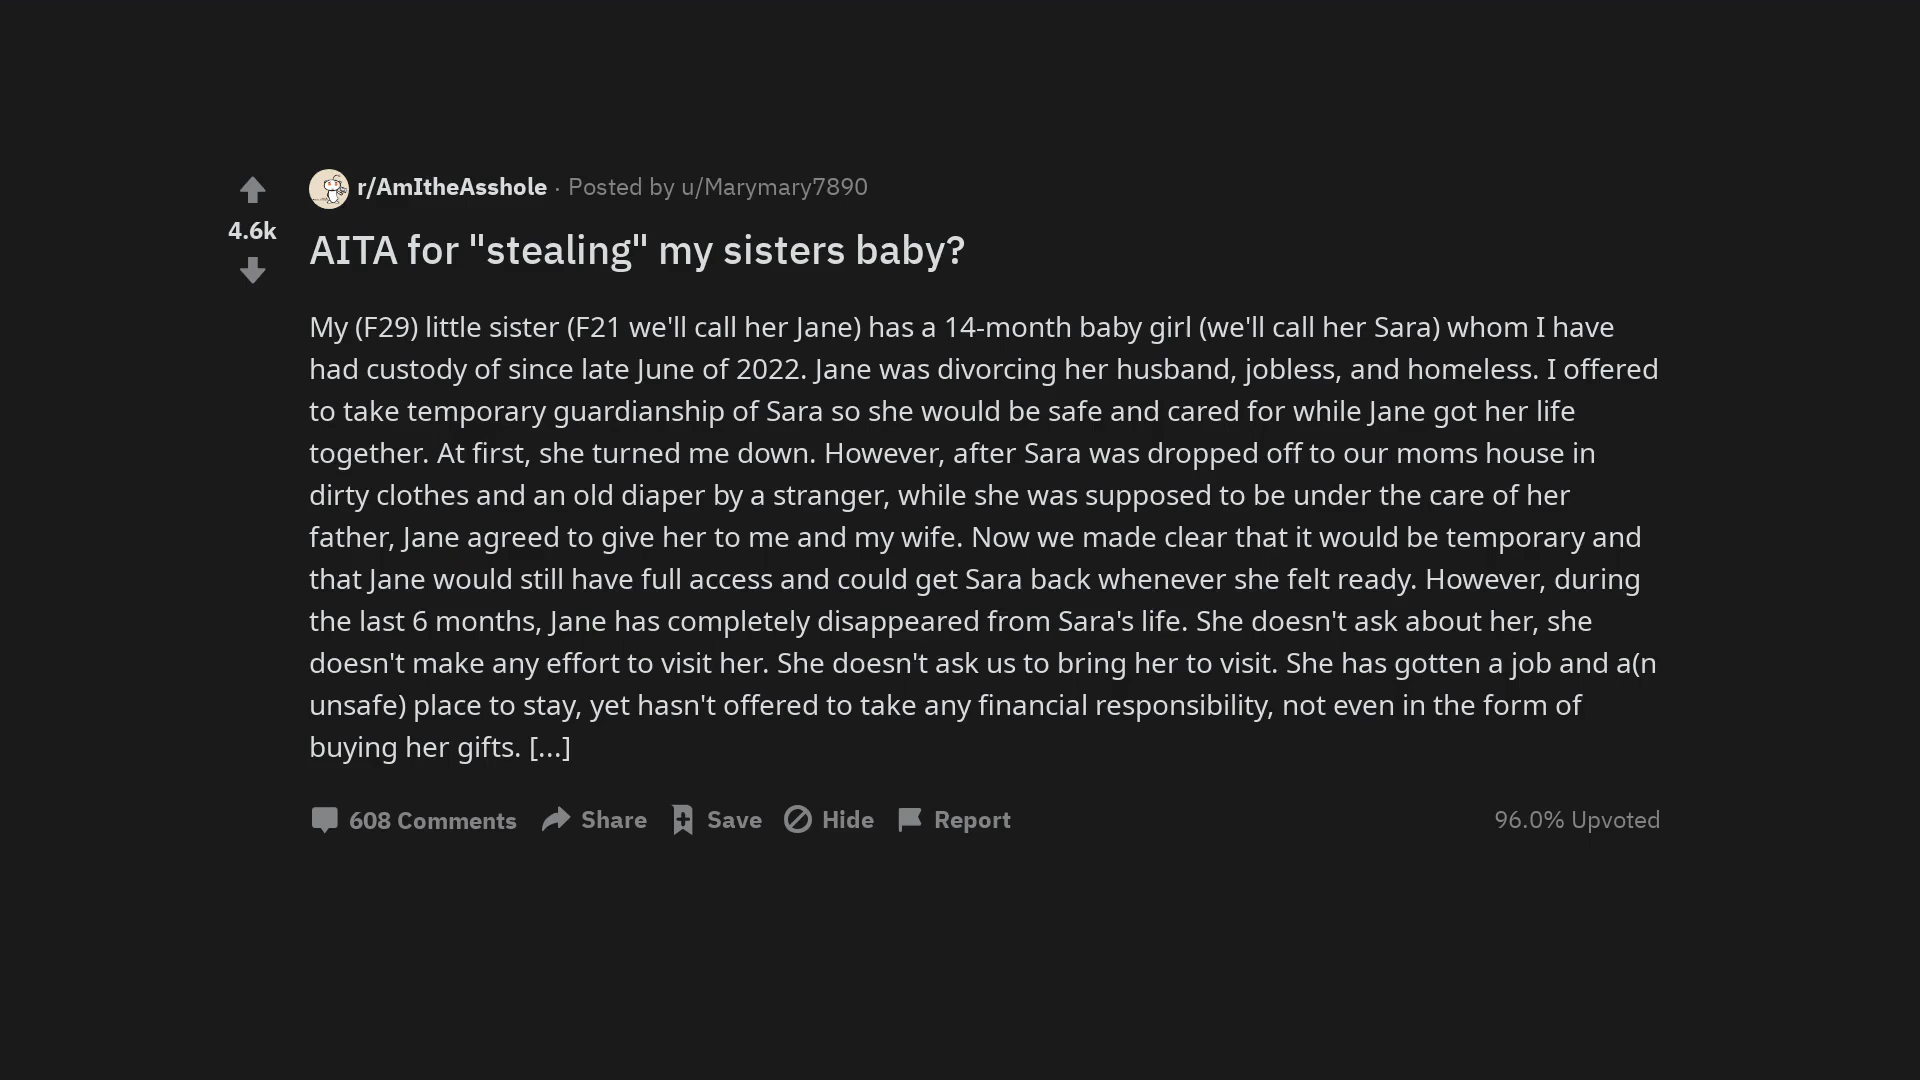 r/AmItheAsshole · Posted by u/Marymary7890
4.6k
AITA for "stealing" my sisters baby?
My (F29) little sister (F21 we'll call her Jane) has a 14-month baby girl (we'll call her Sara) whom I have
had custody of since late June of 2022. Jane was divorcing her husband, jobless, and homeless. I offered
to take temporary guardianship of Sara so she would be safe and cared for while Jane got her life
together. At first, she turned me down. However, after Sara was dropped off to our moms house in
dirty clothes and an old diaper by a stranger, while she was supposed to be under the care of her
father, Jane agreed to give her to me and my wife. Now we made clear that it would be temporary and
that Jane would still have full access and could get Sara back whenever she felt ready. However, during
the last 6 months, Jane has completely disappeared from Sara's life. She doesn't ask about her, she
doesn't make any effort to visit her. She doesn't ask us to bring her to visit. She has gotten a job and a(n
unsafe) place to stay, yet hasn't offered to take any financial responsibility, not even in the form of
buying her gifts. [...]
608 Comments Share Save Hide Report 96.0% Upvoted